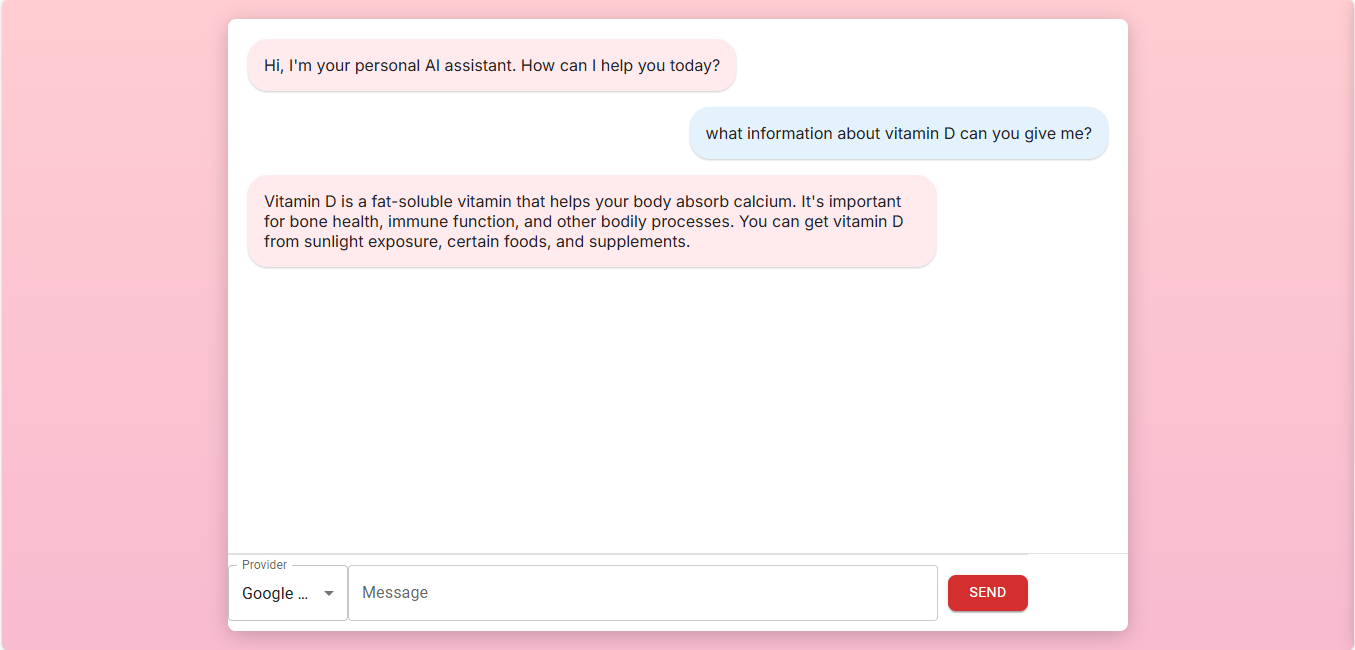 Hi, I'm your personal AI assistant. How can I help you today?
what information about vitamin D can you give me?
Vitamin D is a fat-soluble vitamin that helps your body absorb calcium. It's important
for bone health, immune function, and other bodily processes. You can get vitamin D
from sunlight exposure, certain foods, and supplements.
Provider
Google ...
Message
SEND